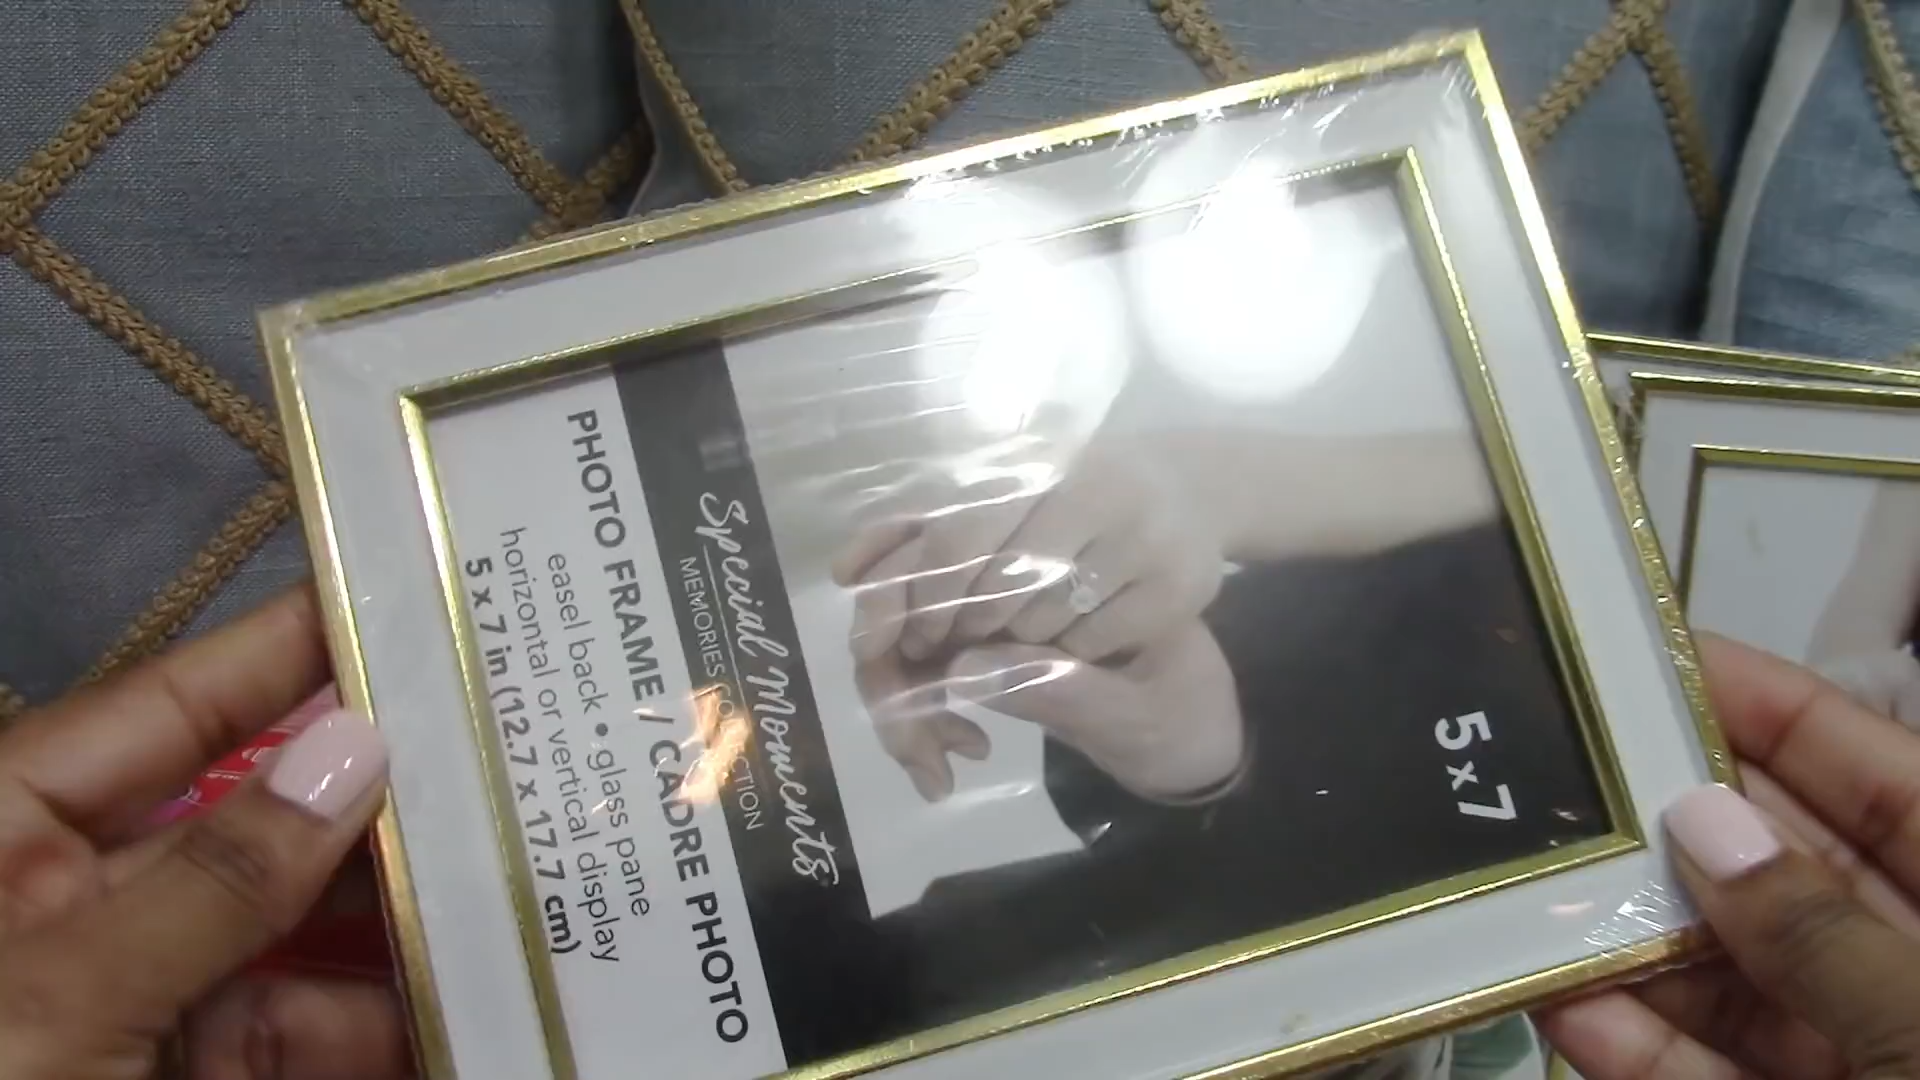 5 x 7
Special Moments
MEMORIES COLLECTION
PHOTO FRAME / CADRE PHOTO
easel back • glass pane
horizontal or vertical display
5 x 7 in (12.7 x 17.7 cm)